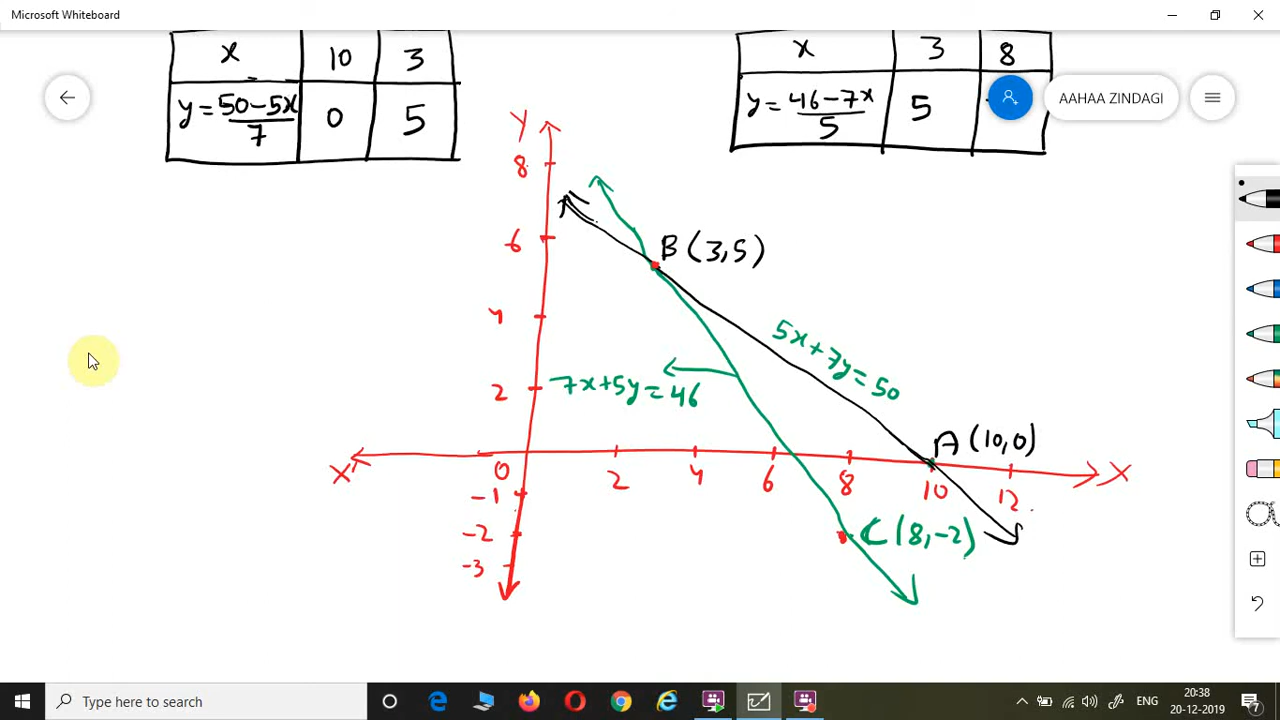 Microsoft Whiteboard
x 10 3
y = 50-5x/7 0 5
x 3 8
y = 46-7x/5 5
AAHAA ZINDAGI
Y
8
6
4
2
B (3,5)
5x+7y=50
7x+5y=46
A (10,0)
X 0 2 4 6 8 10 12 X
-1
-2
-3
C (8,-2)
Type here to search
ENG
20:38
20-12-2019
7